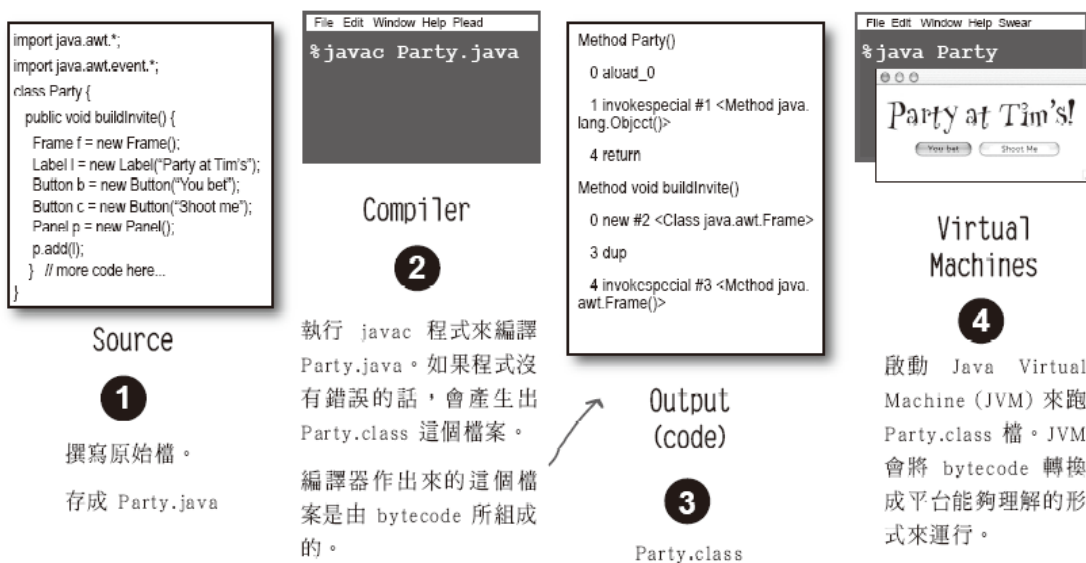 import java.awt.*;
import java.awt.event.*;
class Party {
public void buildInvite() {
Frame f = new Frame();
Label l = new Label("Party at Tim's");
Button b = new Button("You bet");
Button c = new Button("Shoot me");
Panel p = new Panel();
p.add(l);
} // more code here...
}
Source
1
撰寫原始檔。
存成 Party.java
File Edit Window Help Plead
%javac Party.java
Compiler
2
執行 javac 程式來編譯
Party.java。如果程式沒
有錯誤的話，會產生出
Party.class 這個檔案。
編譯器作出來的這個檔
案是由 bytecode 所組成
的。
Method Party()
0 aload_0
1 invokespecial #1 <Method java.
lang.Object()>
4 return
Method void buildInvite()
0 new #2 <Class java.awt.Frame>
3 dup
4 invokespecial #3 <Method java.
awt.Frame()>
Output
(code)
3
Party.class
File Edit Window Help Swear
%java Party
Party at Tim's!
You bet
Shoot Me
Virtual
Machines
4
啟動 Java Virtual
Machine (JVM) 來跑
Party.class 檔。JVM
會將 bytecode 轉換
成平台能夠理解的形
式來運行。